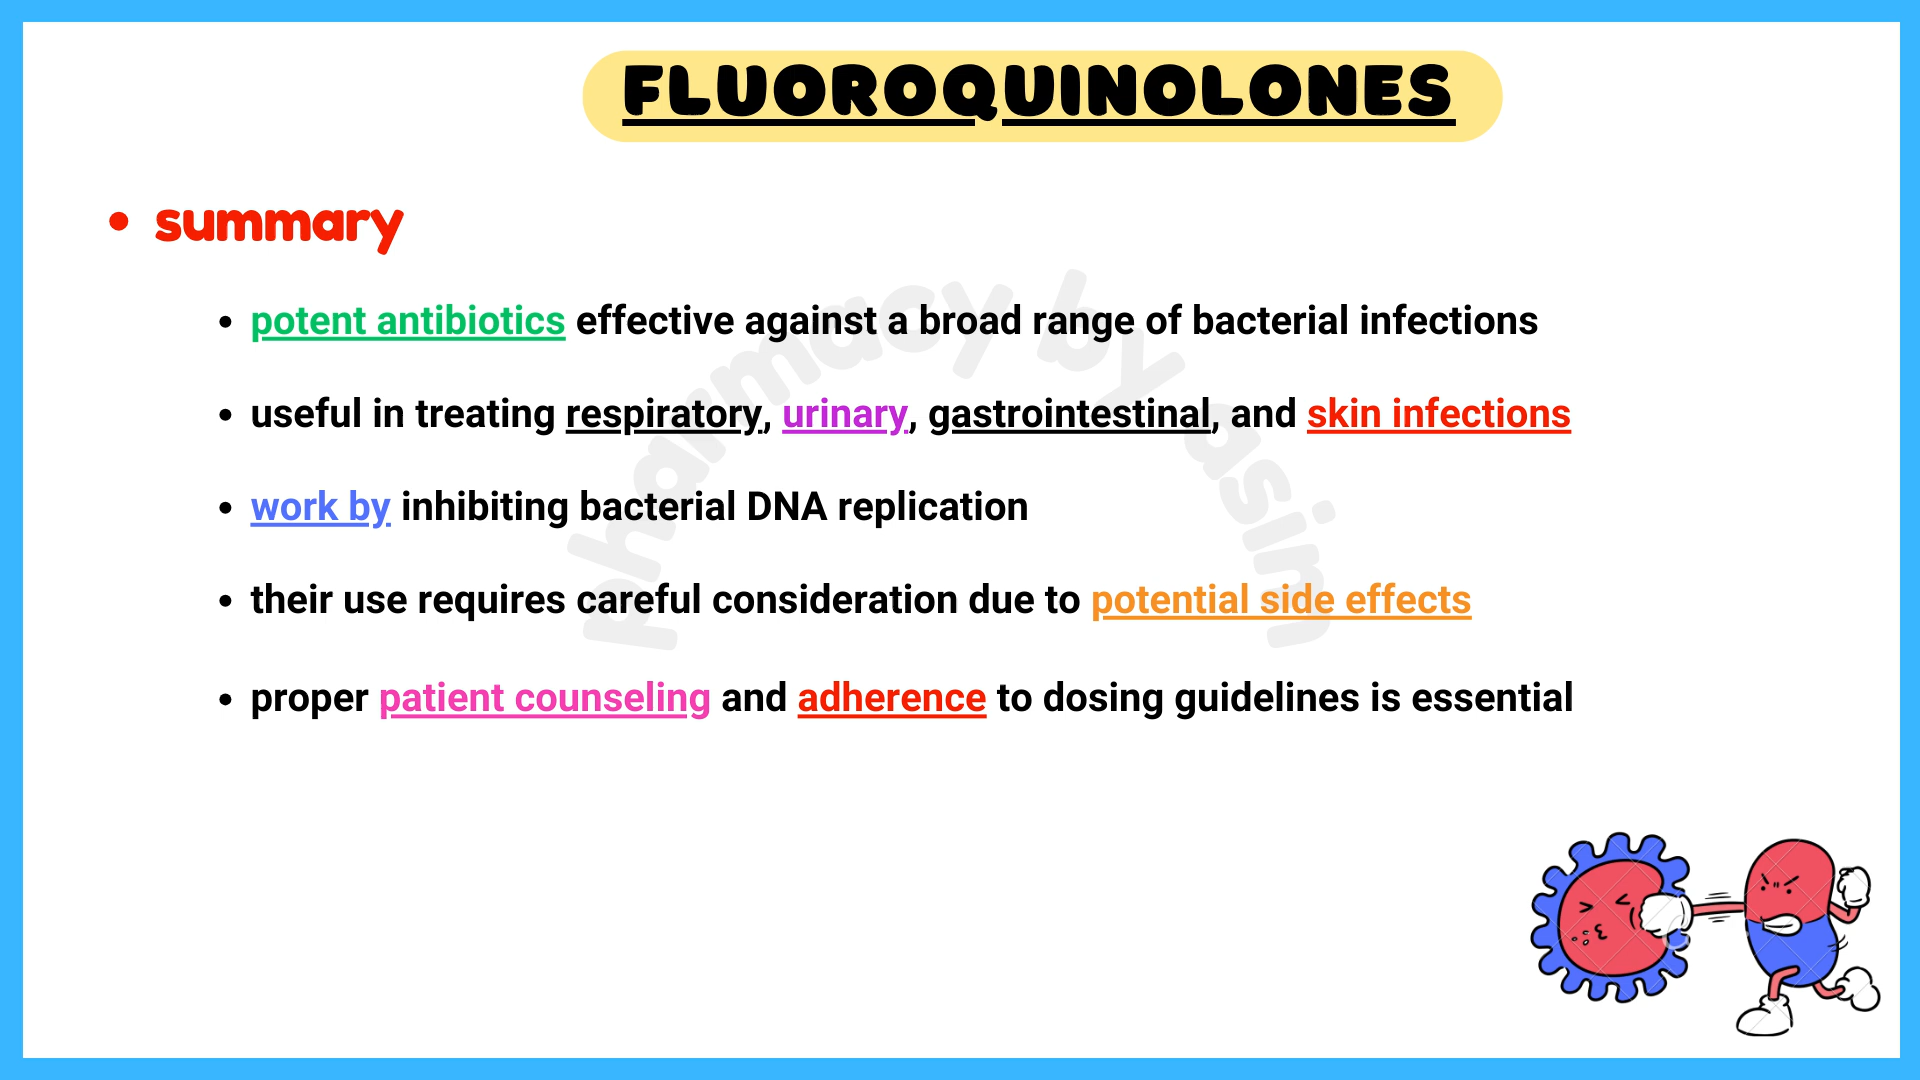 FLUOROQUINOLONES
• summary
• potent antibiotics effective against a broad range of bacterial infections
• useful in treating respiratory, urinary, gastrointestinal, and skin infections
• work by inhibiting bacterial DNA replication
• their use requires careful consideration due to potential side effects
• proper patient counseling and adherence to dosing guidelines is essential
pharmacy by asim